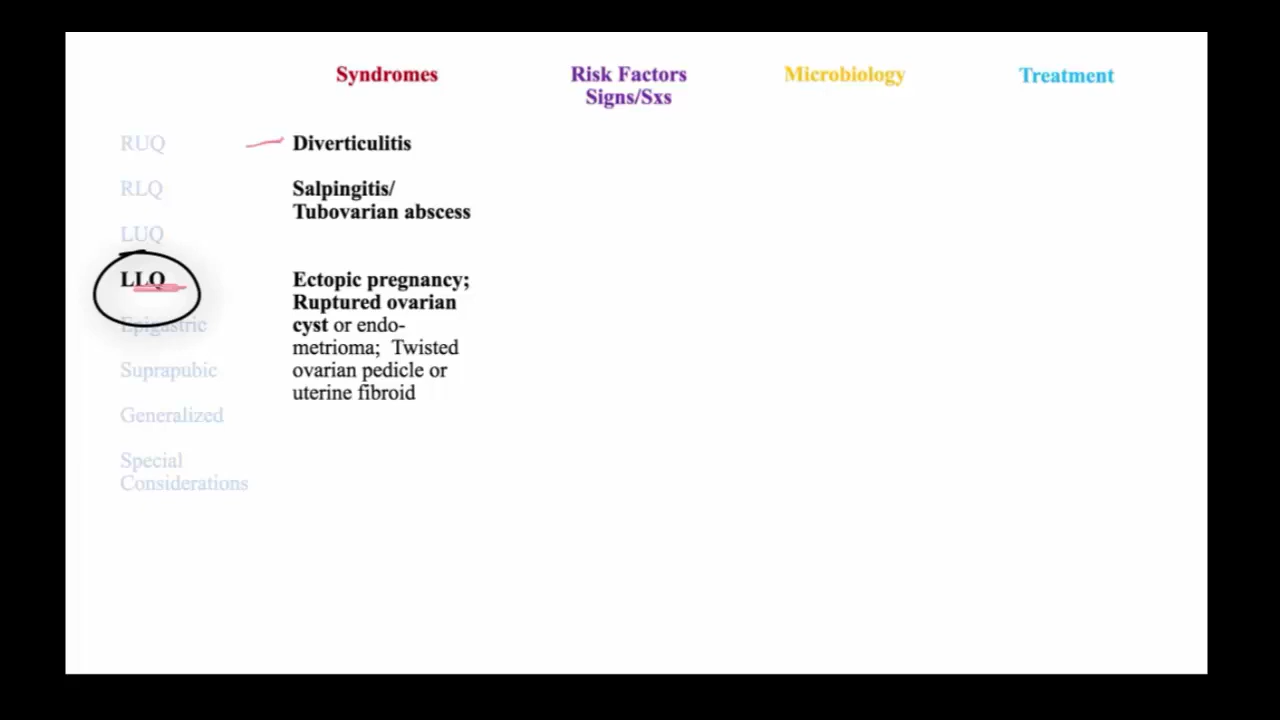 Syndromes
Risk Factors
Signs/Sxs
Microbiology
Treatment
RUQ
RLQ
LUQ
LLQ
Epigastric
Suprapubic
Generalized
Special
Considerations
Diverticulitis
Salpingitis/
Tubovarian abscess
Ectopic pregnancy;
Ruptured ovarian
cyst or endo-
metrioma; Twisted
ovarian pedicle or
uterine fibroid